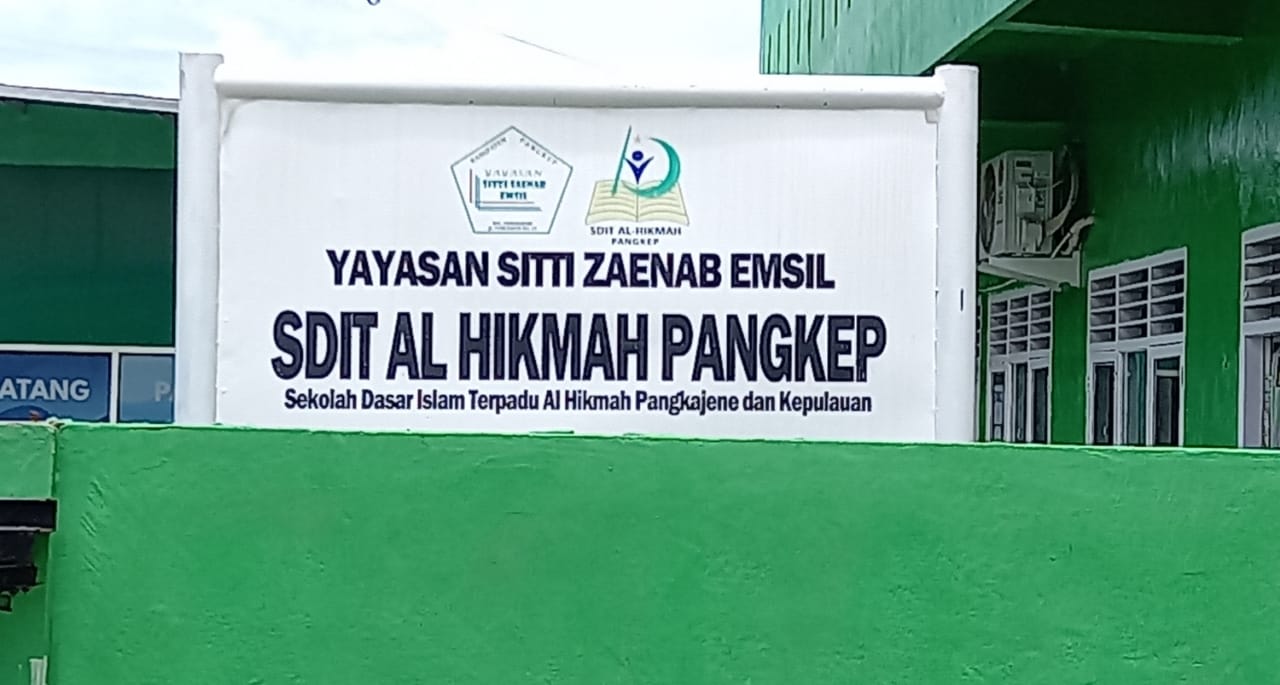 YAYASAN
SITTI ZAENAB
EMSIL
SDIT AL-HIKMAH
PANGKEP
YAYASAN SITTI ZAENAB EMSIL
SDIT AL HIKMAH PANGKEP
Sekolah Dasar Islam Terpadu Al Hikmah Pangkajene dan Kepulauan
ATANG